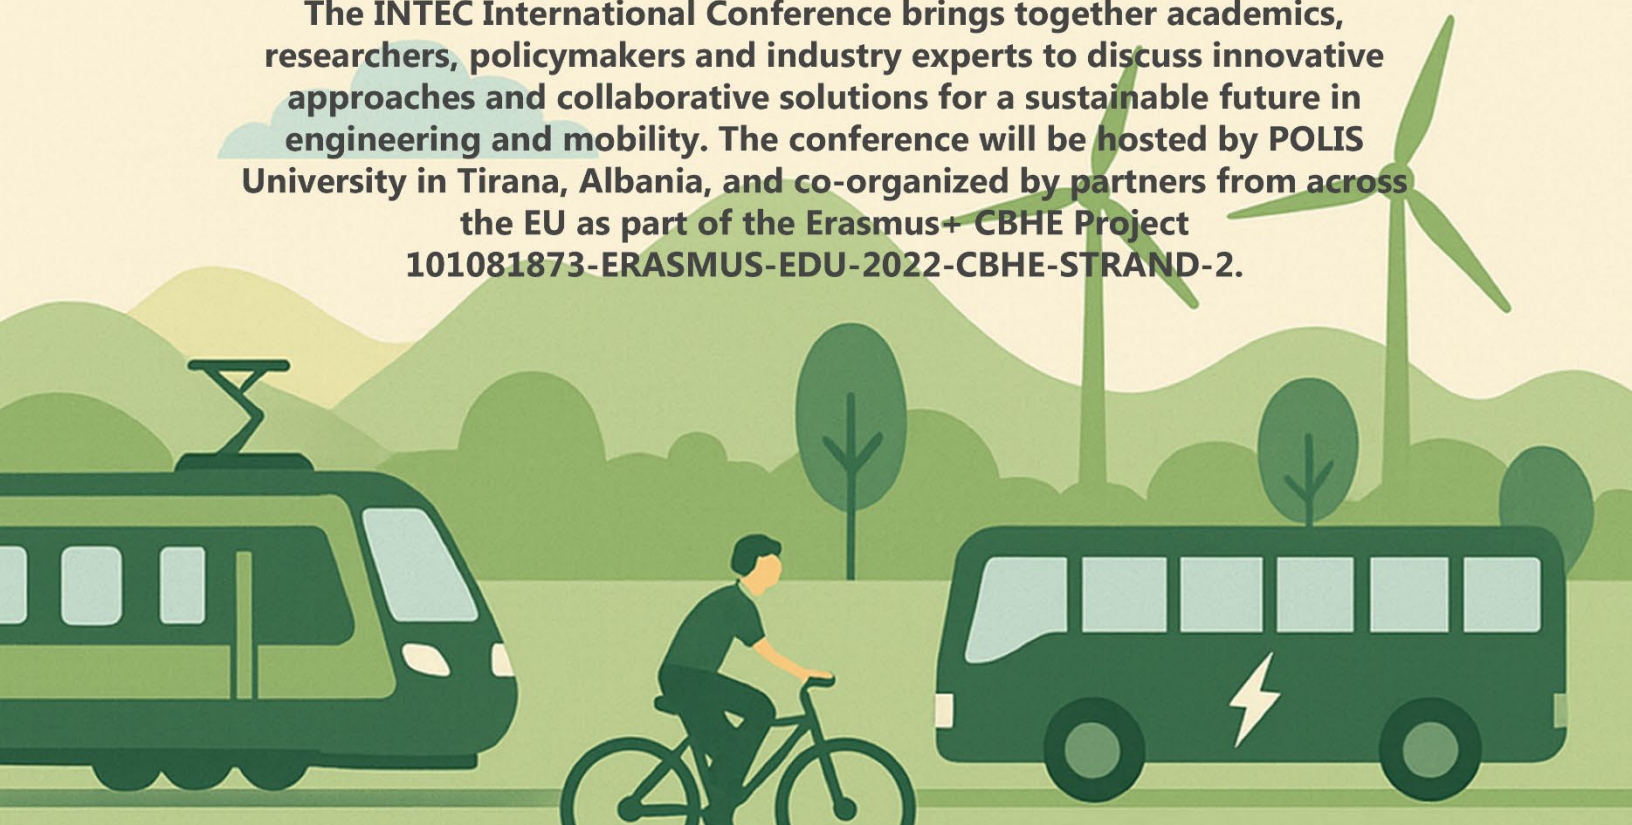 The INTEC International Conference brings together academics,
researchers, policymakers and industry experts to discuss innovative
approaches and collaborative solutions for a sustainable future in
engineering and mobility. The conference will be hosted by POLIS
University in Tirana, Albania, and co-organized by partners from across
the EU as part of the Erasmus+ CBHE Project
101081873-ERASMUS-EDU-2022-CBHE-STRAND-2.